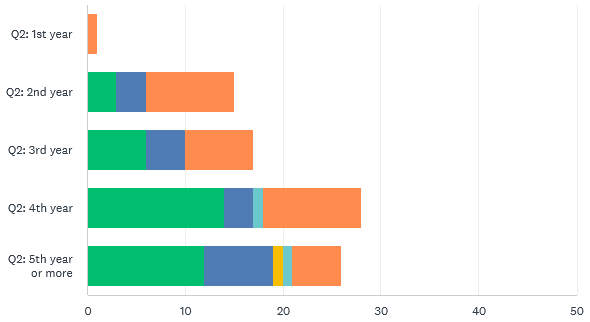 Q2: 1st year
Q2: 2nd year
Q2: 3rd year
Q2: 4th year
Q2: 5th year
or more
0 10 20 30 40 50